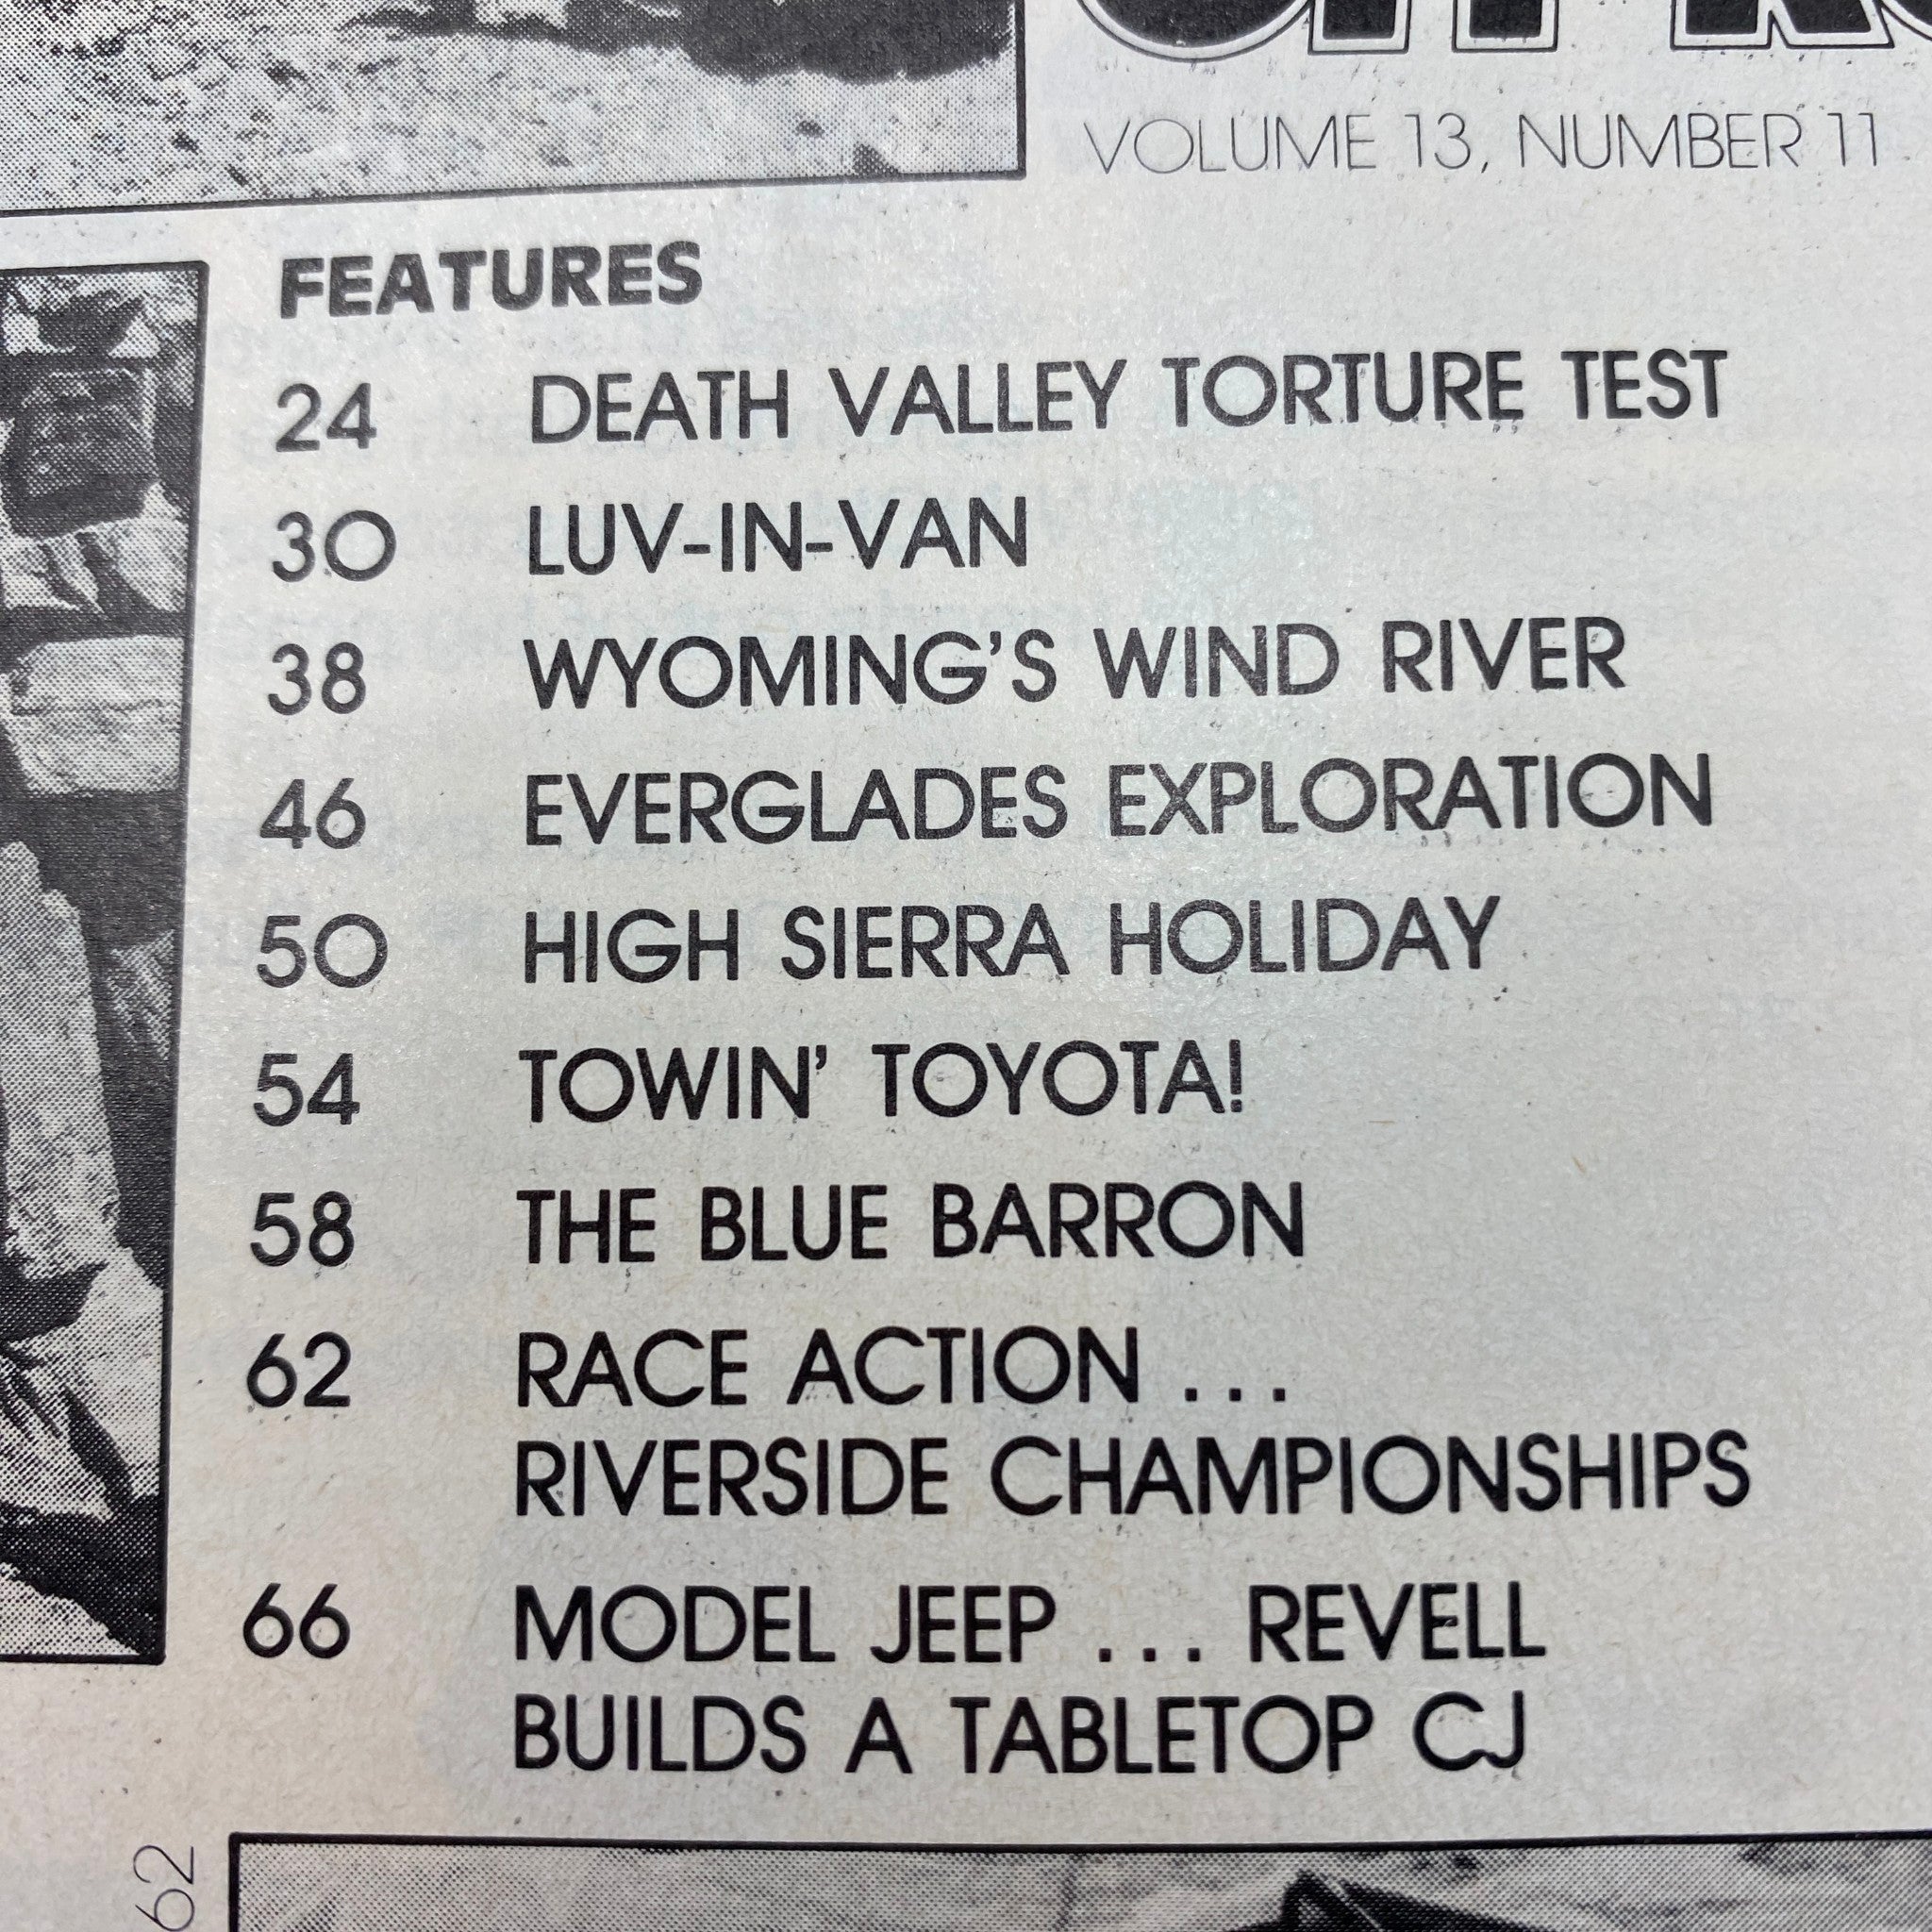 VOLUME 13, NUMBER 11
FEATURES
24 DEATH VALLEY TORTURE TEST
30 LUV-IN-VAN
38 WYOMING'S WIND RIVER
46 EVERGLADES EXPLORATION
50 HIGH SIERRA HOLIDAY
54 TOWIN' TOYOTA!
58 THE BLUE BARRON
62 RACE ACTION . . .
RIVERSIDE CHAMPIONSHIPS
66 MODEL JEEP . . . REVELL
BUILDS A TABLETOP CJ
62